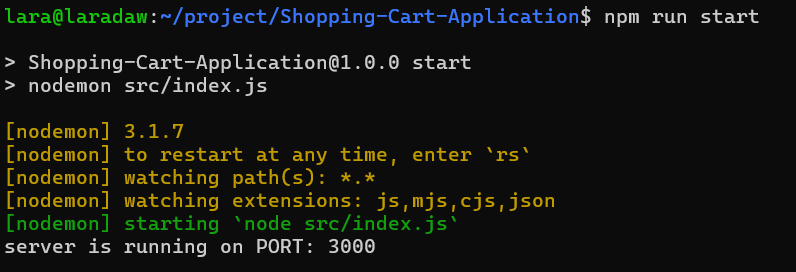 lara@laradaw:~/project/Shopping-Cart-Application$ npm run start
> Shopping-Cart-Application@1.0.0 start
> nodemon src/index.js
[nodemon] 3.1.7
[nodemon] to restart at any time, enter `rs`
[nodemon] watching path(s): *.*
[nodemon] watching extensions: js,mjs,cjs,json
[nodemon] starting `node src/index.js`
server is running on PORT: 3000